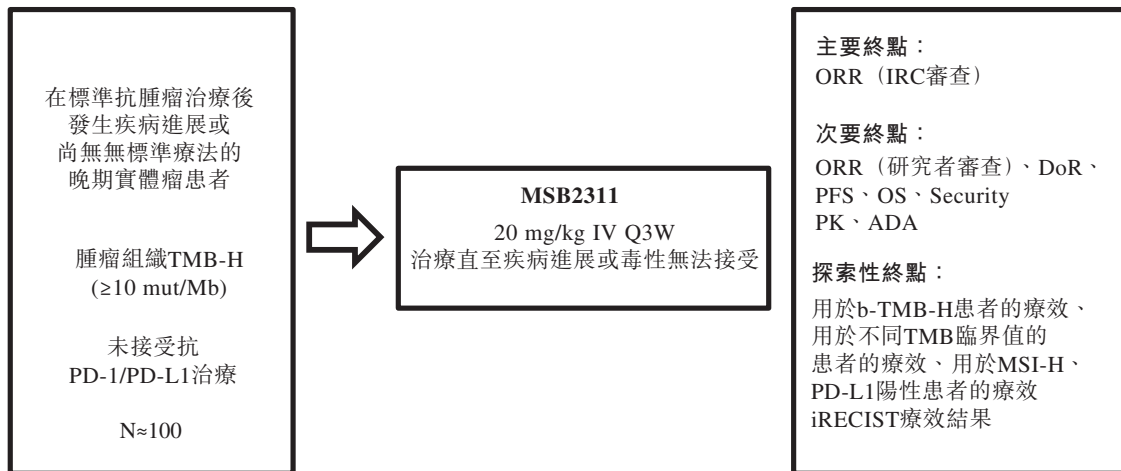 在標準抗腫瘤治療後
發生疾病進展或
尚無無標準療法的
晚期實體瘤患者
腫瘤組織TMB-H
(≥10 mut/Mb)
未接受抗
PD-1/PD-L1治療
N≈100
MSB2311
20 mg/kg IV Q3W
治療直至疾病進展或毒性無法接受
主要終點：
ORR（IRC審查）
次要終點：
ORR（研究者審查）、DoR、
PFS、OS、Security
PK、ADA
探索性終點：
用於b-TMB-H患者的療效、
用於不同TMB臨界值的
患者的療效、用於MSI-H、
PD-L1陽性患者的療效
iRECIST療效結果